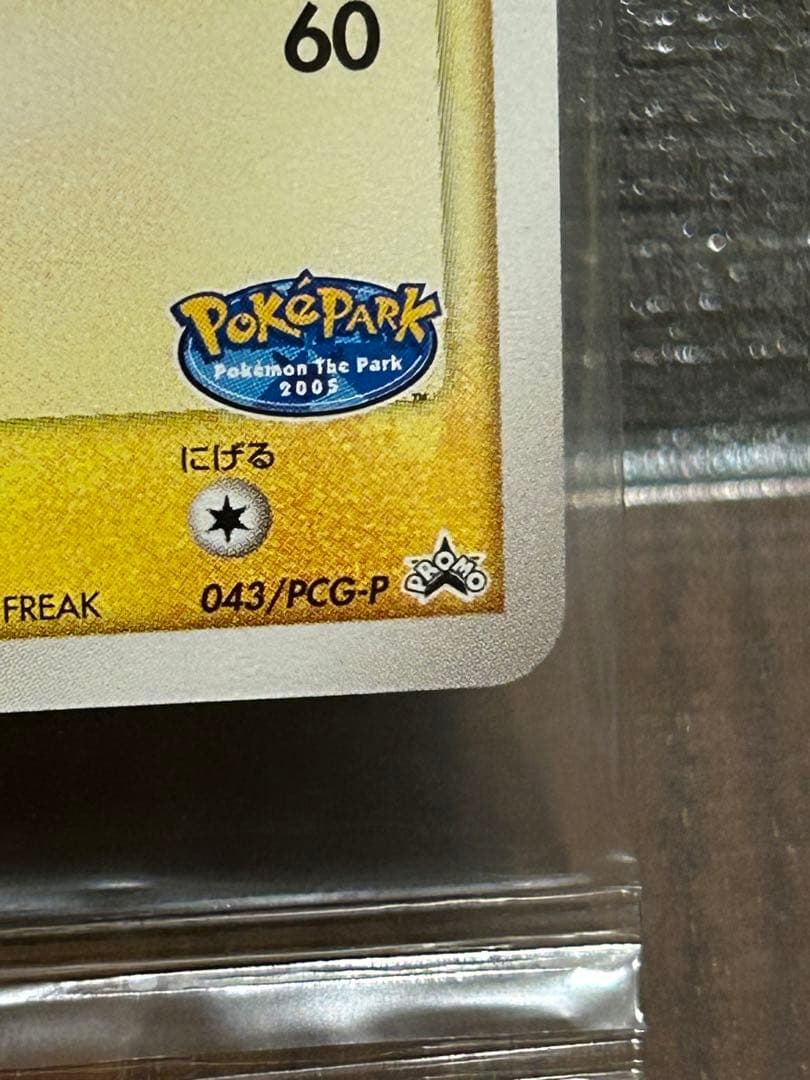 60
PokéPARK
Pokémon The Park
2005
TM
にげる
FREAK
043/PCG-P
PROMO